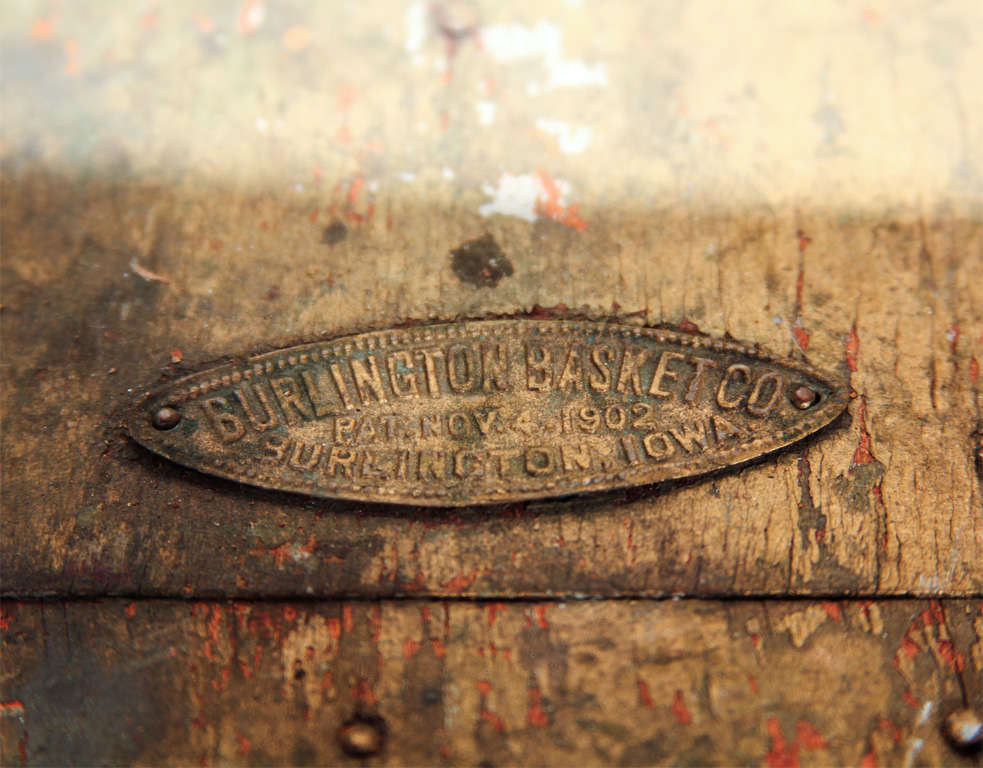 BURLINGTON BASKET CO.
PAT. NOV. 4, 1902
BURLINGTON, IOWA